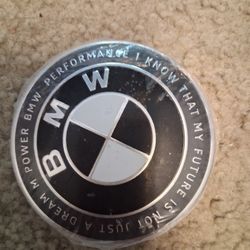 BMW
M POWER BMW PERFORMANCE I KNOW THAT MY FUTURE IS NOT JUST A DREAM